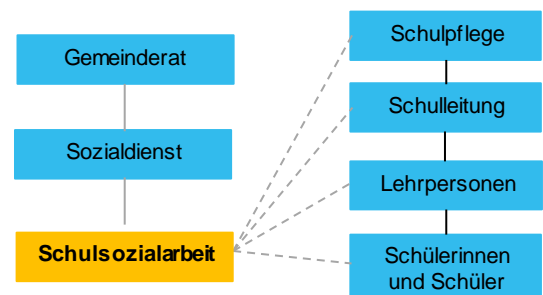 Gemeinderat
Sozialdienst
Schulsozialarbeit
Schulpflege
Schulleitung
Lehrpersonen
Schülerinnen
und Schüler